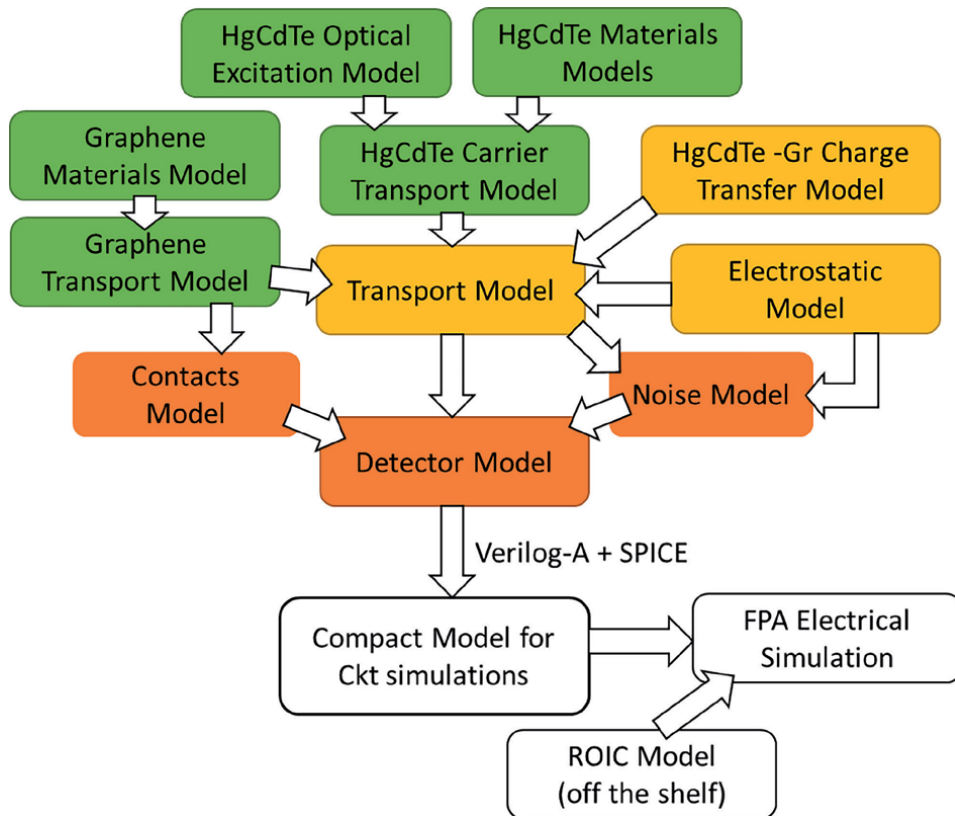 HgCdTe Optical
Excitation Model
HgCdTe Materials
Models
Graphene
Materials Model
HgCdTe Carrier
Transport Model
HgCdTe -Gr Charge
Transfer Model
Graphene
Transport Model
Transport Model
Electrostatic
Model
Contacts
Model
Noise Model
Detector Model
Verilog-A + SPICE
Compact Model for
Ckt simulations
FPA Electrical
Simulation
ROIC Model
(off the shelf)